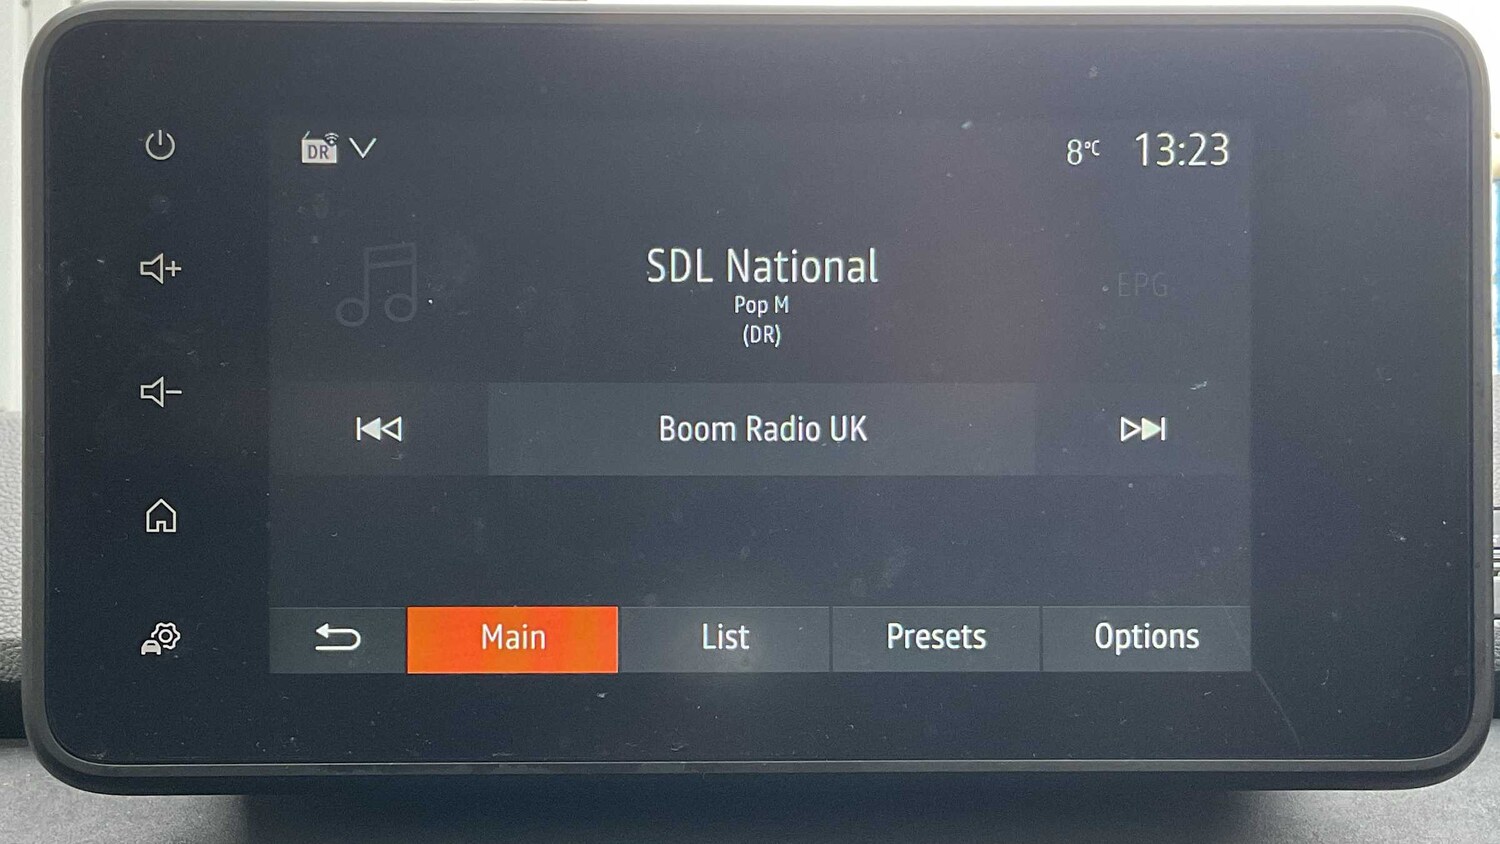 DR
8°C 13:23
SDL National
Pop M
(DR)
EPG
Boom Radio UK
Main List Presets Options